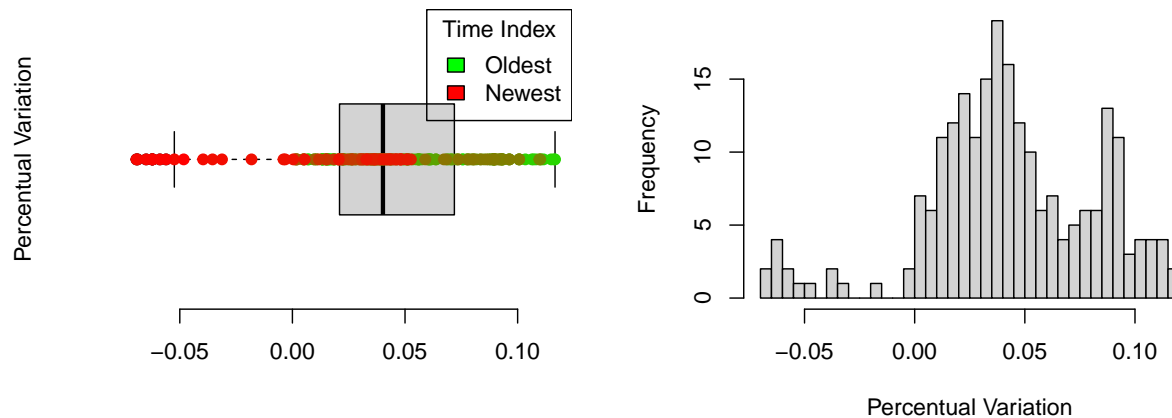 Time Index
Oldest
Newest
Percentual Variation
−0.05 0.00 0.05 0.10
Frequency
0 5 10 15
−0.05 0.00 0.05 0.10
Percentual Variation